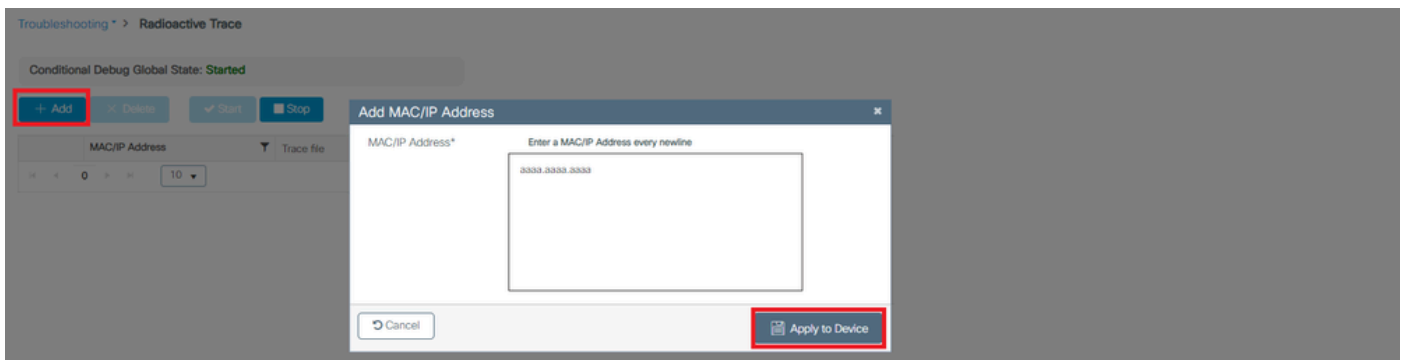 Troubleshooting > Radioactive Trace
Conditional Debug Global State: Started
+ Add × Delete ✓ Start Stop
MAC/IP Address Trace file
0 10
Add MAC/IP Address ×
MAC/IP Address* Enter a MAC/IP Address every newline
aaaa.aaaa.aaaa
Cancel Apply to Device